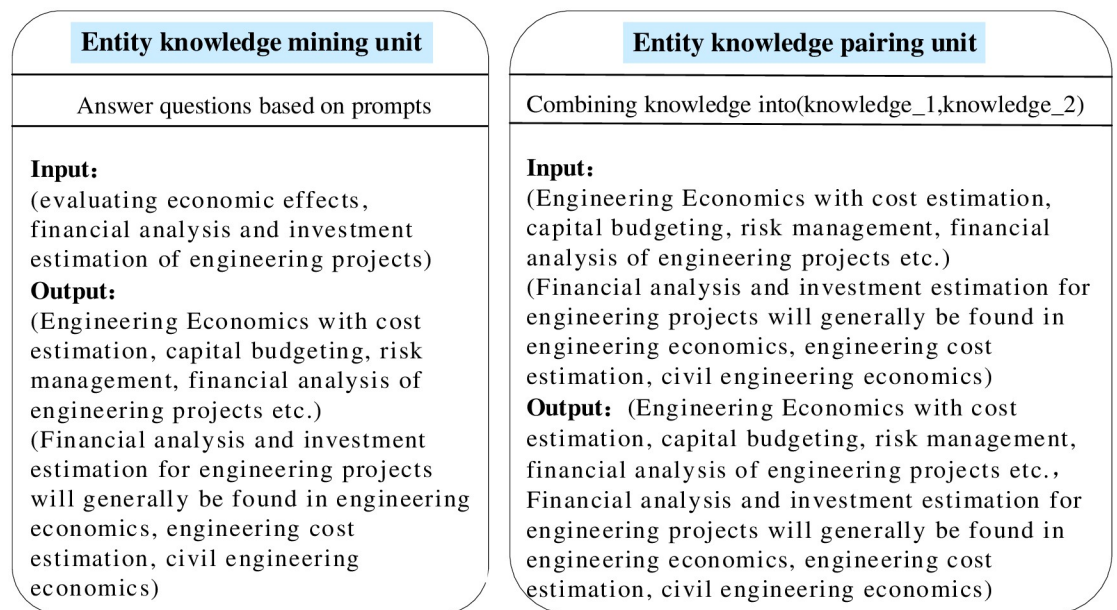 Entity knowledge mining unit
Answer questions based on prompts
Input：
(evaluating economic effects,
financial analysis and investment
estimation of engineering projects)
Output：
(Engineering Economics with cost
estimation, capital budgeting, risk
management, financial analysis of
engineering projects etc.)
(Financial analysis and investment
estimation for engineering projects
will generally be found in engineering
economics, engineering cost
estimation, civil engineering
economics)
Entity knowledge pairing unit
Combining knowledge into(knowledge_1,knowledge_2)
Input：
(Engineering Economics with cost estimation,
capital budgeting, risk management, financial
analysis of engineering projects etc.)
(Financial analysis and investment estimation for
engineering projects will generally be found in
engineering economics, engineering cost
estimation, civil engineering economics)
Output：(Engineering Economics with cost
estimation, capital budgeting, risk management,
financial analysis of engineering projects etc.，
Financial analysis and investment estimation for
engineering projects will generally be found in
engineering economics, engineering cost
estimation, civil engineering economics)